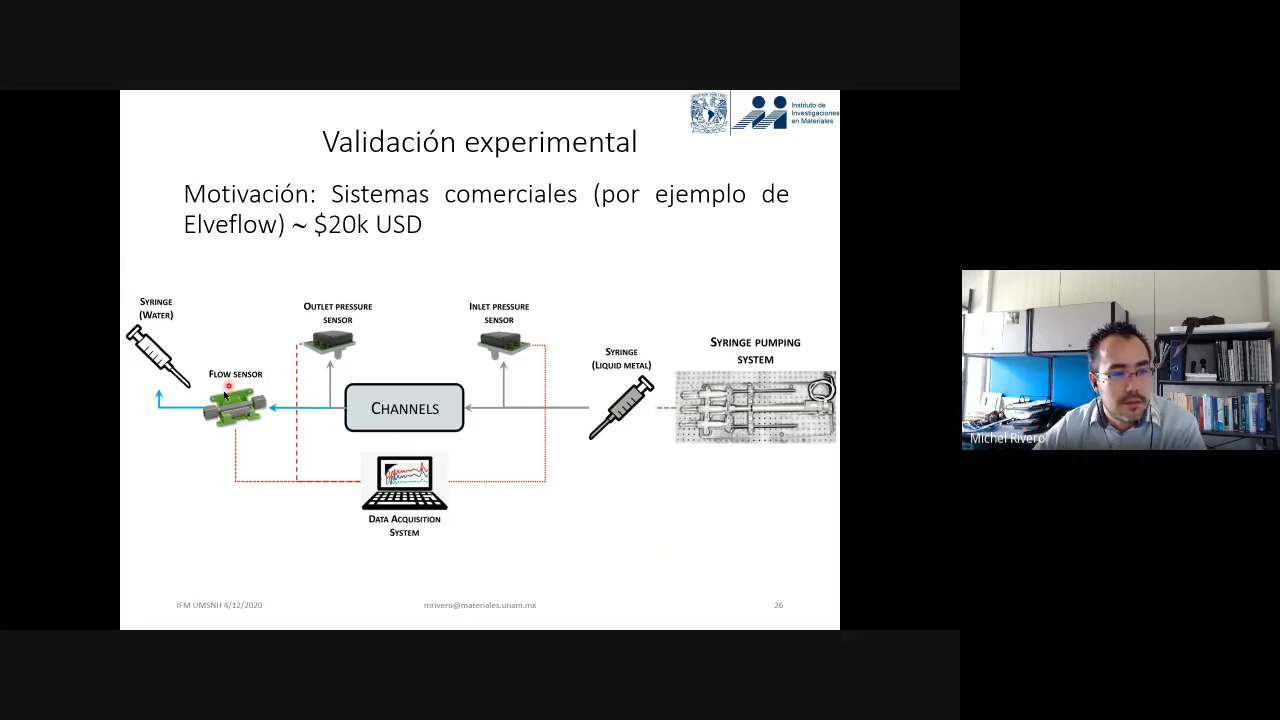 Instituto de
Investigaciones
en Materiales
Validación experimental
Motivación: Sistemas comerciales (por ejemplo de
Elveflow) ~ $20k USD
SYRINGE
(WATER)
OUTLET PRESSURE
SENSOR
INLET PRESSURE
SENSOR
SYRINGE
(LIQUID METAL)
SYRINGE PUMPING
SYSTEM
FLOW SENSOR
CHANNELS
DATA ACQUISITION
SYSTEM
IFM UMSNH 4/12/2020
mrivero@materiales.unam.mx
26
Michel Rivero